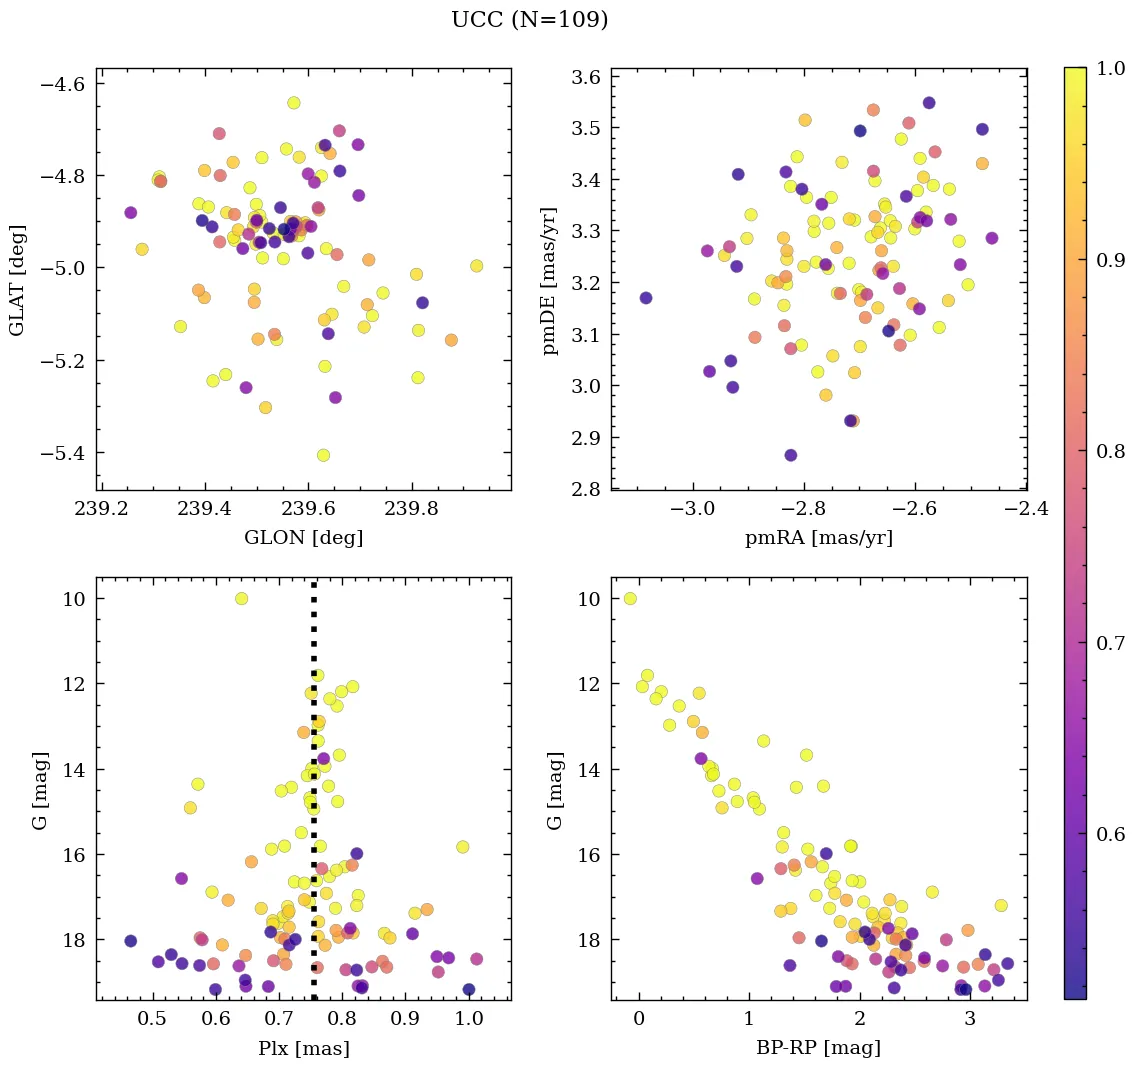 UCC (N=109)
−4.6
−4.8
−5.0
−5.2
−5.4
GLAT [deg]
239.2 239.4 239.6 239.8
GLON [deg]
3.6
3.5
3.4
3.3
3.2
3.1
3.0
2.9
2.8
pmDE [mas/yr]
−3.0 −2.8 −2.6 −2.4
pmRA [mas/yr]
10
12
14
16
18
G [mag]
0.5 0.6 0.7 0.8 0.9 1.0
Plx [mas]
10
12
14
16
18
G [mag]
0 1 2 3
BP-RP [mag]
1.0
0.9
0.8
0.7
0.6